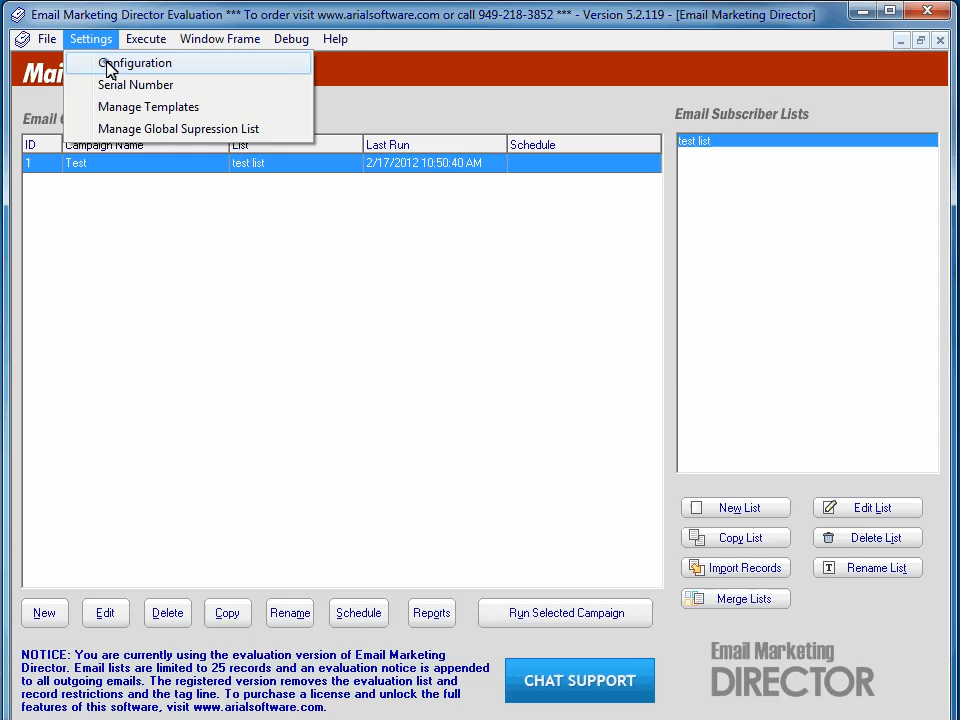 Email Marketing Director Evaluation *** To order visit www.arialsoftware.com or call 949-218-3852 *** - Version 5.2.119 - [Email Marketing Director]
File Settings Execute Window Frame Debug Help
Configuration
Serial Number
Manage Templates
Manage Global Supression List
Mai
Email
Email Subscriber Lists
ID Campaign Name List Last Run Schedule
1 Test test list 2/17/2012 10:50:40 AM
test list
New List Edit List
Copy List Delete List
Import Records Rename List
Merge Lists
New Edit Delete Copy Rename Schedule Reports Run Selected Campaign
NOTICE: You are currently using the evaluation version of Email Marketing
Director. Email lists are limited to 25 records and an evaluation notice is appended
to all outgoing emails. The registered version removes the evaluation list and
record restrictions and the tag line. To purchase a license and unlock the full
features of this software, visit www.arialsoftware.com.
CHAT SUPPORT
Email Marketing
DIRECTOR